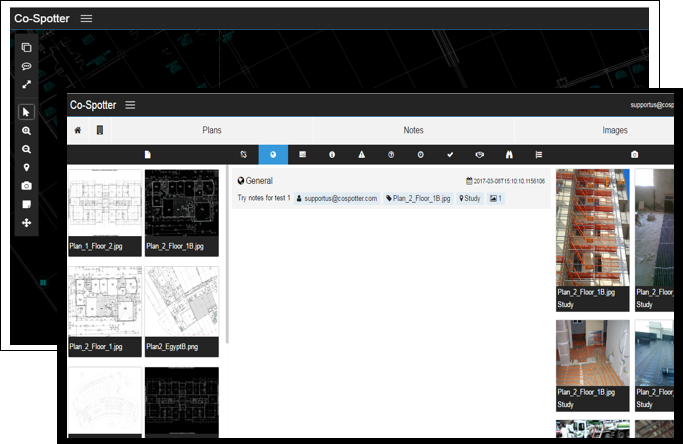 Co-Spotter
Co-Spotter
supportus@cosp
Plans Notes Images
General
2017-03-08T15:10:10.1156106
Try notes for test 1 supportus@cospotter.com Plan_2_Floor_1B.jpg Study 1
Plan_1_Floor_2.jpg
Plan_2_Floor_1B.jpg
Plan_2_Floor_1.jpg
Plan2_EgyptB.png
Plan_2_Floor_1B.jpg
Study
Plan_2_Floor
Study
Plan_2_Floor_1B.jpg
Study
Plan_2_Floor
Study